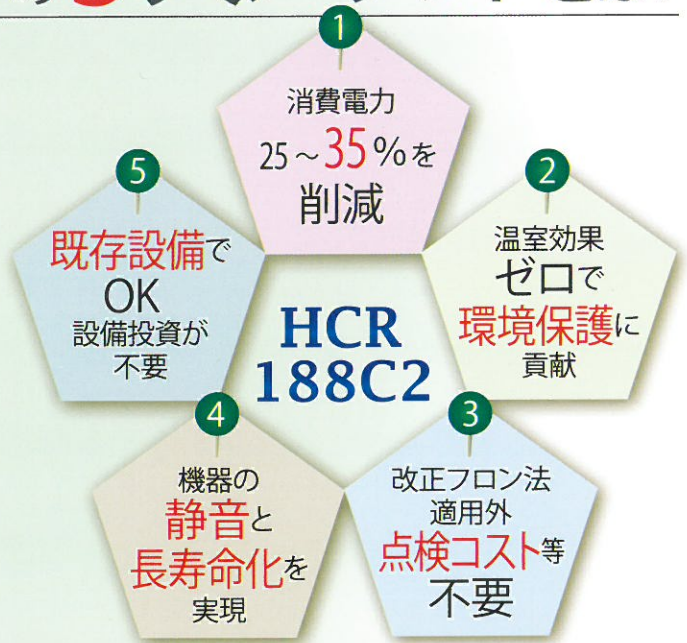 1
消費電力
25～35%を
削減
2
温室効果
ゼロで
環境保護に
貢献
3
改正フロン法
適用外
点検コスト等
不要
4
機器の
静音と
長寿命化を
実現
5
既存設備で
OK
設備投資が
不要
HCR
188C2